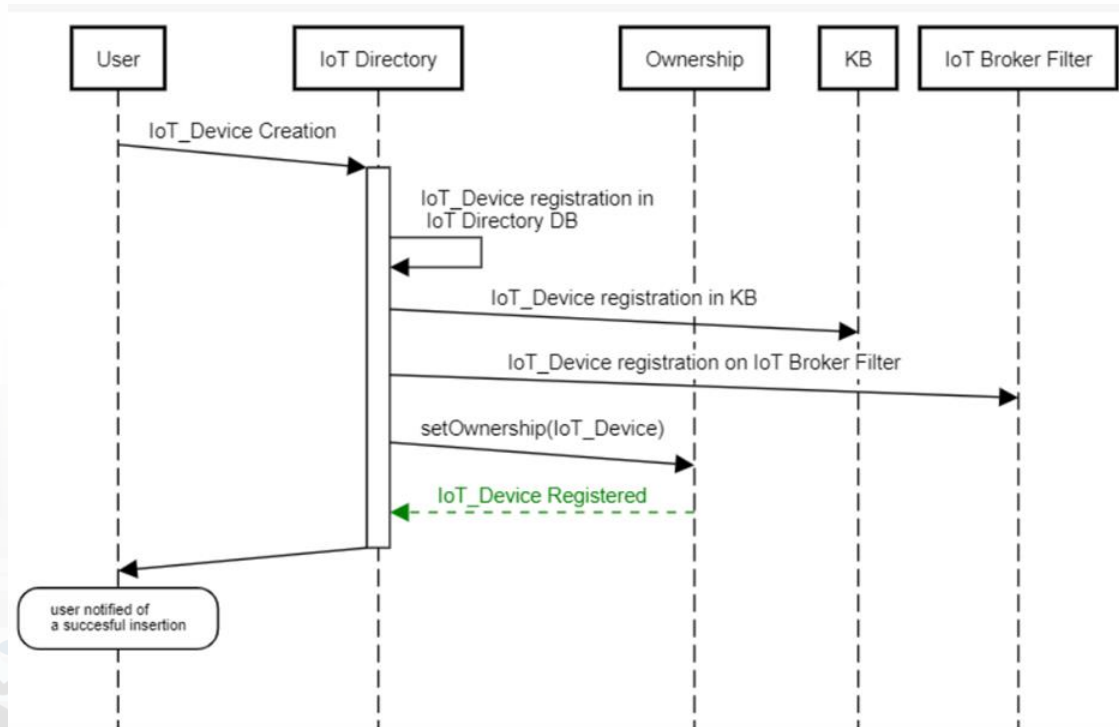 User
IoT Directory
Ownership
KB
IoT Broker Filter
IoT_Device Creation
IoT_Device registration in
IoT Directory DB
IoT_Device registration in KB
IoT_Device registration on IoT Broker Filter
setOwnership(IoT_Device)
IoT_Device Registered
user notified of
a succesful insertion